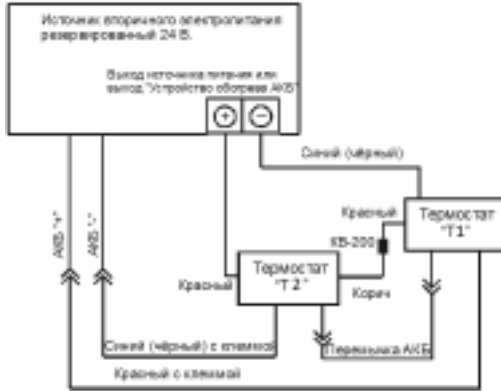 Источник вторичного электропитания
резервированный 24 В.
Выход источника питания или
выход "Устройство обогрева АКБ"
+ −
Синий (чёрный)
АКБ "+"
АКБ "-"
Красный
Термостат
"Т1"
КВ-200
Термостат
"Т2"
Красный
Корич
Синий (чёрный) с клеммой
Перемычка АКБ
Красный с клеммой